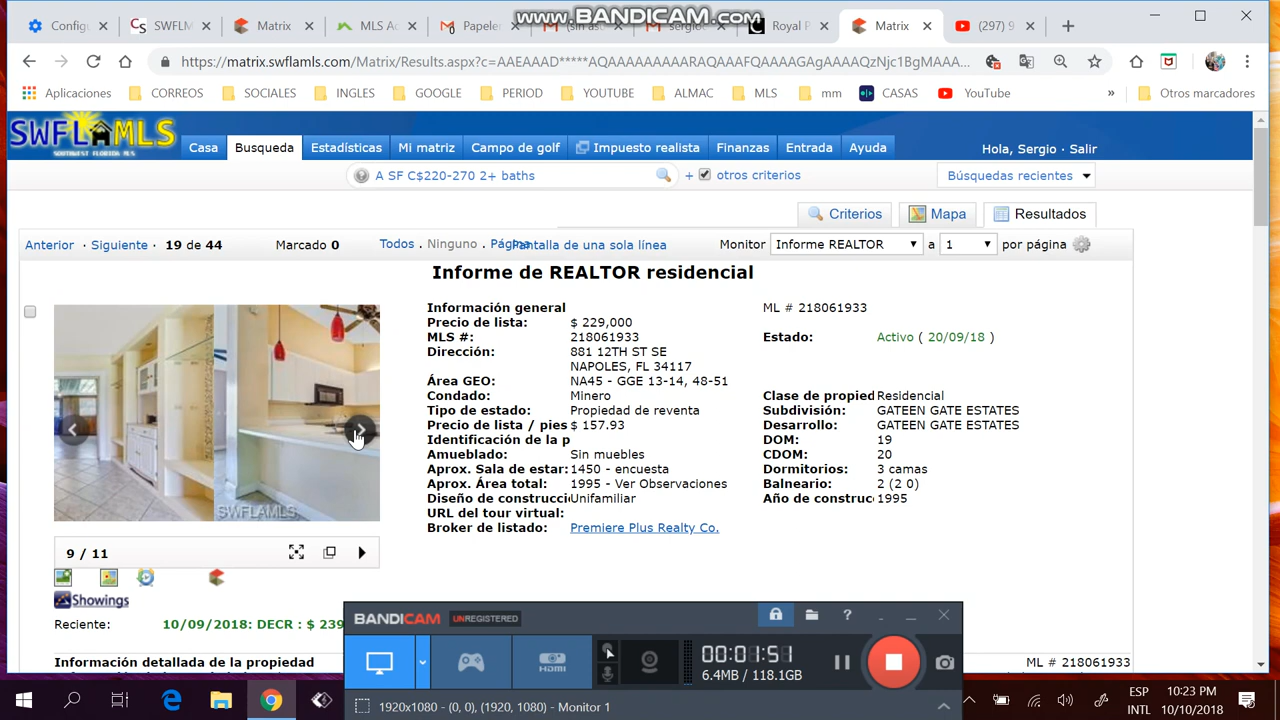 www.BANDICAM.com
Config
SWFLM
Matrix
MLS A
Papeler
Royal P
Matrix
(297) 9
https://matrix.swflamls.com/Matrix/Results.aspx?c=AAEAAAD*****AQAAAAAAAAARAQAAAFQAAAAGAgAAAAQzNjc1BgMAAA...
Aplicaciones CORREOS SOCIALES INGLES GOOGLE PERIOD YOUTUBE ALMAC MLS mm CASAS YouTube » Otros marcadores
SWFLAMLS
SOUTHWEST FLORIDA MLS
Casa Busqueda Estadísticas Mi matriz Campo de golf Impuesto realista Finanzas Entrada Ayuda
Hola, Sergio · Salir
A SF C$220-270 2+ baths + otros criterios Búsquedas recientes
Criterios Mapa Resultados
Anterior · Siguiente · 19 de 44 Marcado 0 Todos . Ninguno . Página Pantalla de una sola línea Monitor Informe REALTOR a 1 por página
Informe de REALTOR residencial
Información general ML # 218061933
Precio de lista: $ 229,000
MLS #: 218061933 Estado: Activo ( 20/09/18 )
Dirección: 881 12TH ST SE
NAPOLES, FL 34117
Área GEO: NA45 - GGE 13-14, 48-51
Condado: Minero Clase de propied Residencial
Tipo de estado: Propiedad de reventa Subdivisión: GATEEN GATE ESTATES
Precio de lista / pies $ 157.93 Desarrollo: GATEEN GATE ESTATES
Identificación de la p DOM: 19
Amueblado: Sin muebles CDOM: 20
Aprox. Sala de estar: 1450 - encuesta Dormitorios: 3 camas
Aprox. Área total: 1995 - Ver Observaciones Balneario: 2 (2 0)
Diseño de construcci Unifamiliar Año de construc 1995
URL del tour virtual:
Broker de listado: Premiere Plus Realty Co.
SWFLAMLS
9 / 11
Showings
Reciente: 10/09/2018: DECR : $ 239
Información detallada de la propiedad ML # 218061933
BANDICAM UNREGISTERED ?
HDMI
00:01:51
6.4MB / 118.1GB
1920x1080 - (0, 0), (1920, 1080) - Monitor 1
ESP
INTL
10:23 PM
10/10/2018